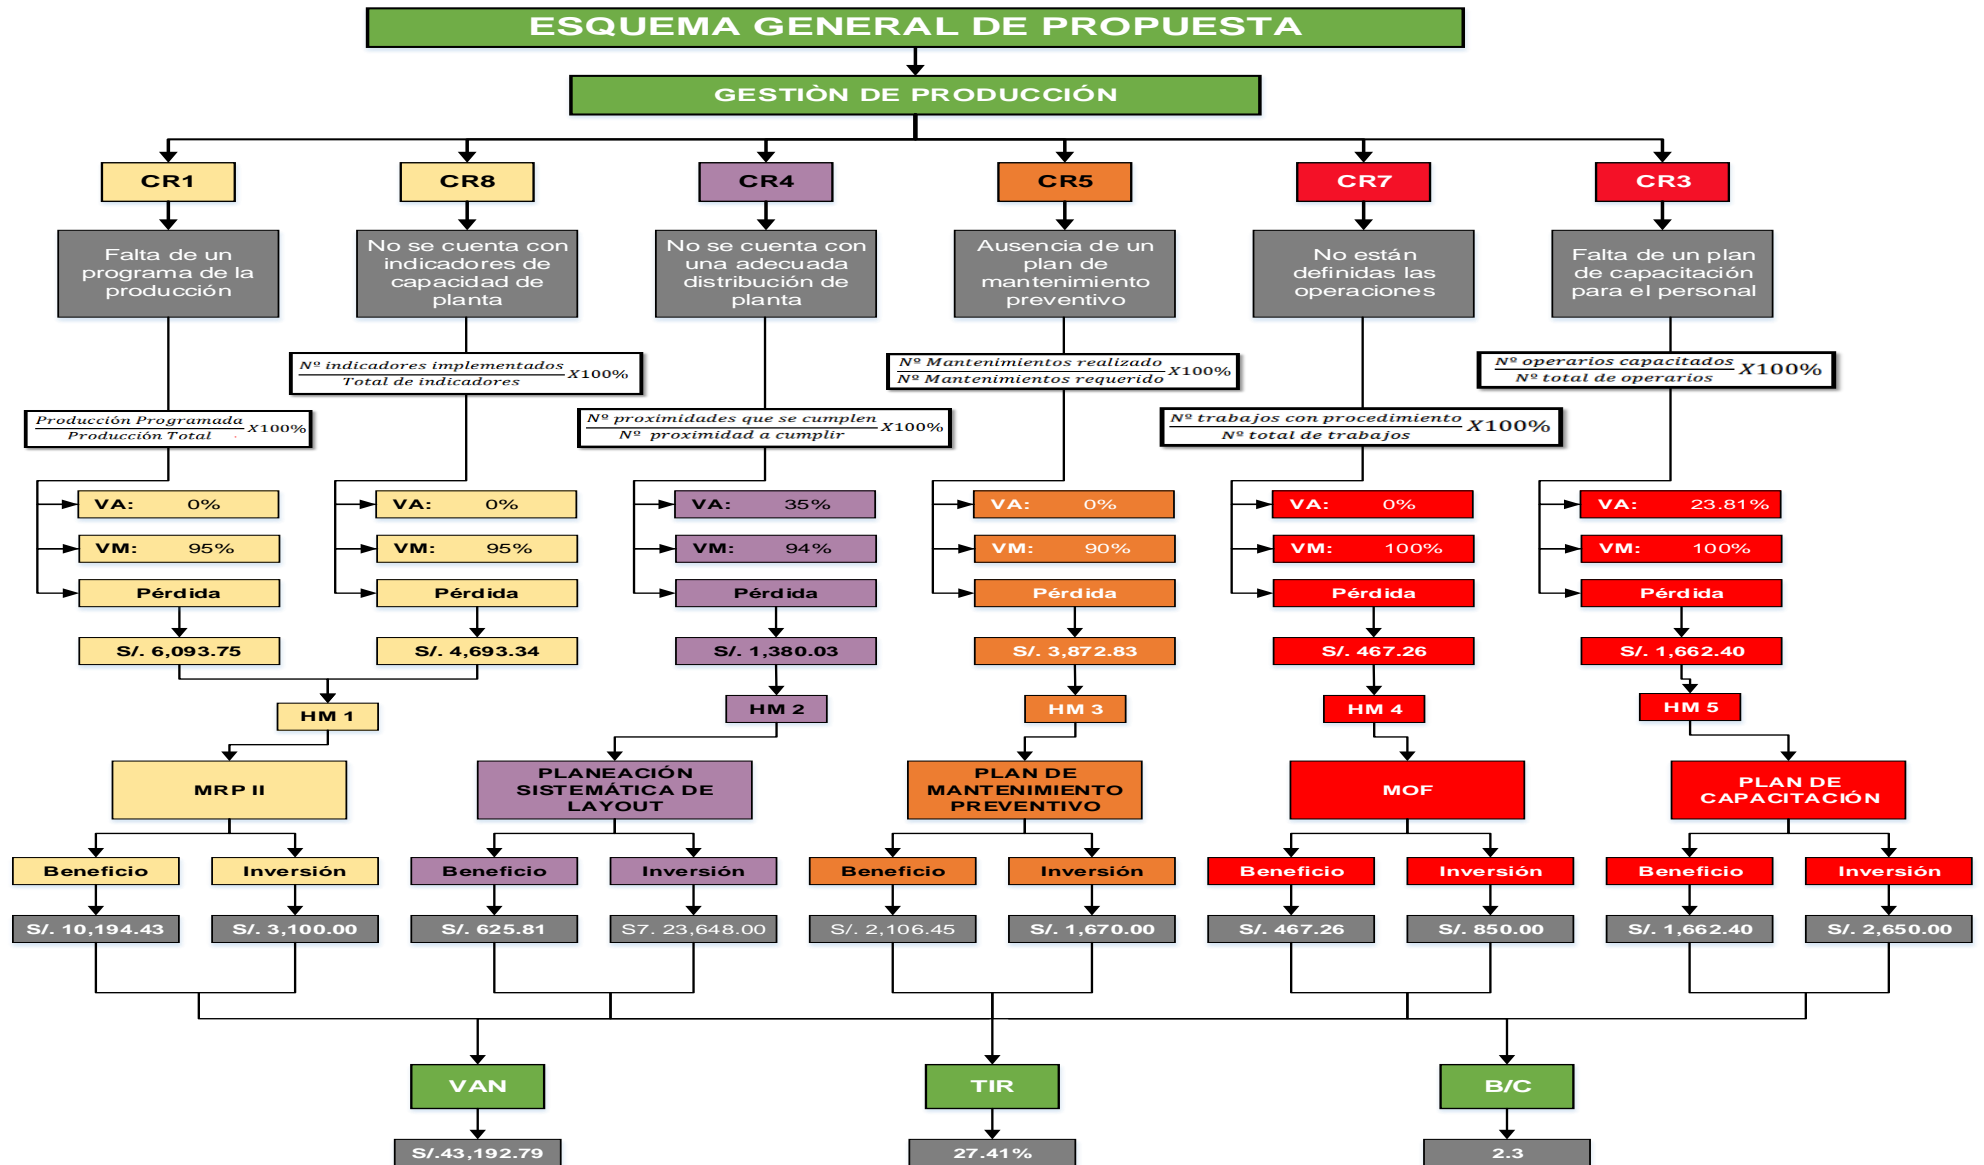 ESQUEMA GENERAL DE PROPUESTA
GESTIÒN DE PRODUCCIÓN
CR1
CR8
CR4
CR5
CR7
CR3
Falta de un
programa de la
producción
No se cuenta con
indicadores de
capacidad de
planta
No se cuenta con
una adecuada
distribución de
planta
Ausencia de un
plan de
mantenimiento
preventivo
No están
definidas las
operaciones
Falta de un plan
de capacitación
para el personal
Producción Programada
Producción Total
X100%
Nº indicadores implementados
Total de indicadores
X100%
Nº proximidades que se cumplen
Nº proximidad a cumplir
X100%
Nº Mantenimientos realizado
Nº Mantenimientos requerido
X100%
Nº trabajos con procedimiento
Nº total de trabajos
X100%
Nº operarios capacitados
Nº total de operarios
X100%
VA: 0%
VA: 0%
VA: 35%
VA: 0%
VA: 0%
VA: 23.81%
VM: 95%
VM: 95%
VM: 94%
VM: 90%
VM: 100%
VM: 100%
Pérdida
Pérdida
Pérdida
Pérdida
Pérdida
Pérdida
S/. 6,093.75
S/. 4,693.34
S/. 1,380.03
S/. 3,872.83
S/. 467.26
S/. 1,662.40
HM 1
HM 2
HM 3
HM 4
HM 5
MRP II
PLANEACIÓN
SISTEMÁTICA DE
LAYOUT
PLAN DE
MANTENIMIENTO
PREVENTIVO
MOF
PLAN DE
CAPACITACIÓN
Beneficio
Inversión
Beneficio
Inversión
Beneficio
Inversión
Beneficio
Inversión
Beneficio
Inversión
S/. 10,194.43
S/. 3,100.00
S/. 625.81
S7. 23,648.00
S/. 2,106.45
S/. 1,670.00
S/. 467.26
S/. 850.00
S/. 1,662.40
S/. 2,650.00
VAN
TIR
B/C
S/.43,192.79
27.41%
2.3